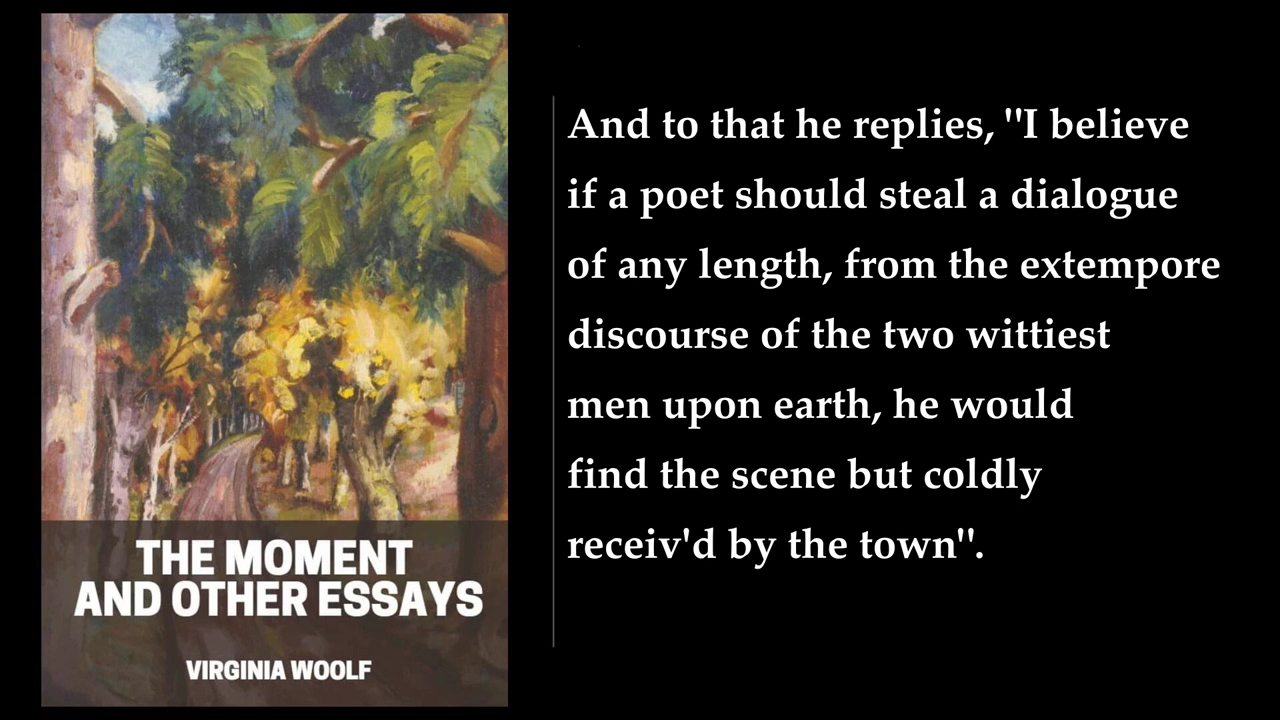 THE MOMENT
AND OTHER ESSAYS
VIRGINIA WOOLF
And to that he replies, "I believe
if a poet should steal a dialogue
of any length, from the extempore
discourse of the two wittiest
men upon earth, he would
find the scene but coldly
receiv'd by the town".